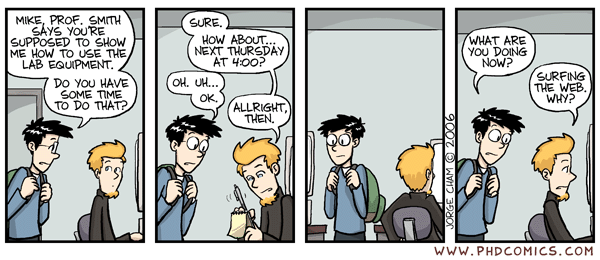 MIKE, PROF. SMITH
SAYS YOU'RE
SUPPOSED TO SHOW
ME HOW TO USE THE
LAB EQUIPMENT.
DO YOU HAVE
SOME TIME
TO DO THAT?
SURE.
HOW ABOUT...
NEXT THURSDAY
AT 4:00?
OH. UH...
OK.
ALLRIGHT,
THEN.
JORGE CHAM © 2006
WHAT ARE
YOU DOING
NOW?
SURFING
THE WEB.
WHY?
WWW.PHDCOMICS.COM